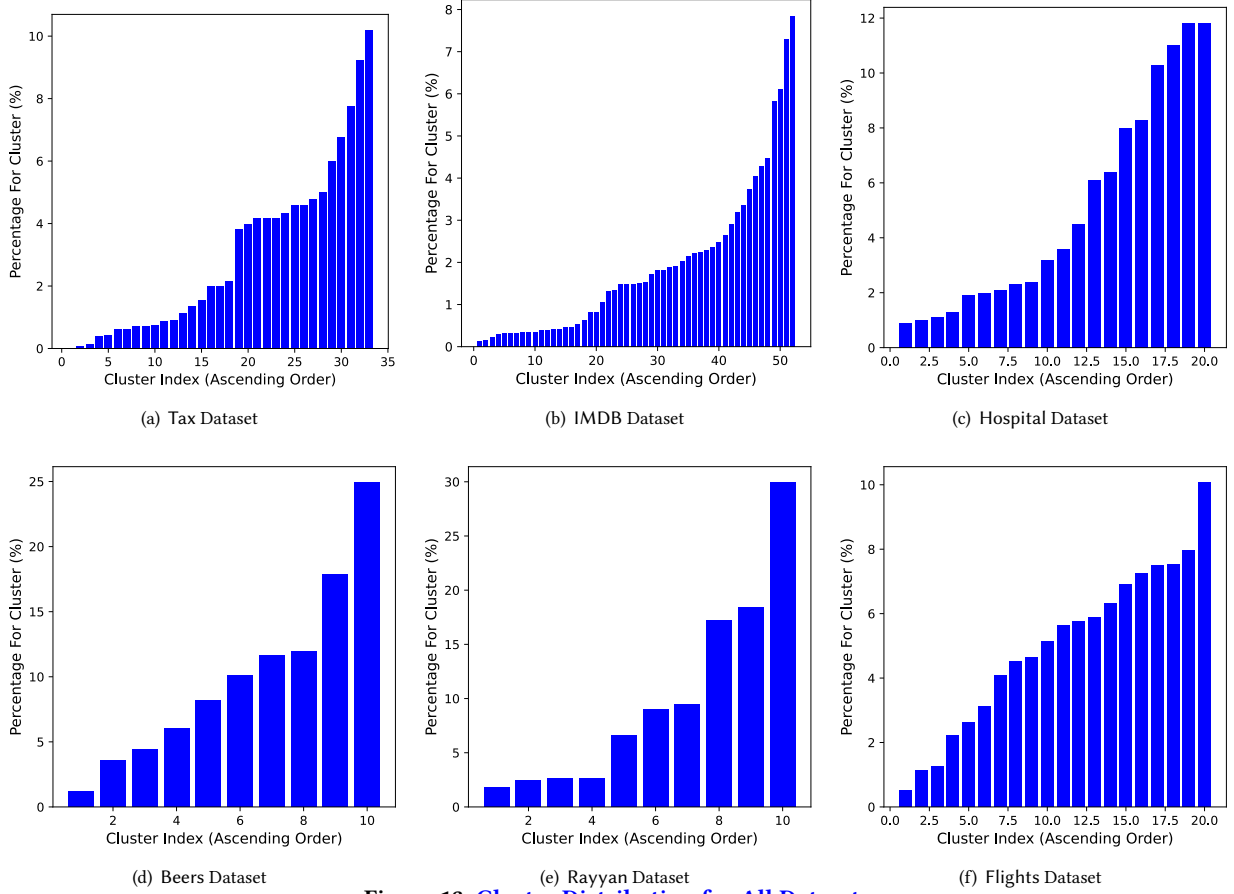 10
8
6
4
2
0
Percentage For Cluster (%)
0 5 10 15 20 25 30 35
Cluster Index (Ascending Order)
(a) Tax Dataset
8
7
6
5
4
3
2
1
0
Percentage For Cluster (%)
0 10 20 30 40 50
Cluster Index (Ascending Order)
(b) IMDB Dataset
12
10
8
6
4
2
0
Percentage For Cluster (%)
0.0 2.5 5.0 7.5 10.0 12.5 15.0 17.5 20.0
Cluster Index (Ascending Order)
(c) Hospital Dataset
25
20
15
10
5
0
Percentage For Cluster (%)
2 4 6 8 10
Cluster Index (Ascending Order)
(d) Beers Dataset
30
25
20
15
10
5
0
Percentage For Cluster (%)
2 4 6 8 10
Cluster Index (Ascending Order)
(e) Rayyan Dataset
10
8
6
4
2
0
Percentage For Cluster (%)
0.0 2.5 5.0 7.5 10.0 12.5 15.0 17.5 20.0
Cluster Index (Ascending Order)
(f) Flights Dataset
Figure Cluster Distribution for All